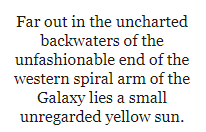 Far out in the uncharted
backwaters of the
unfashionable end of the
western spiral arm of the
Galaxy lies a small
unregarded yellow sun.